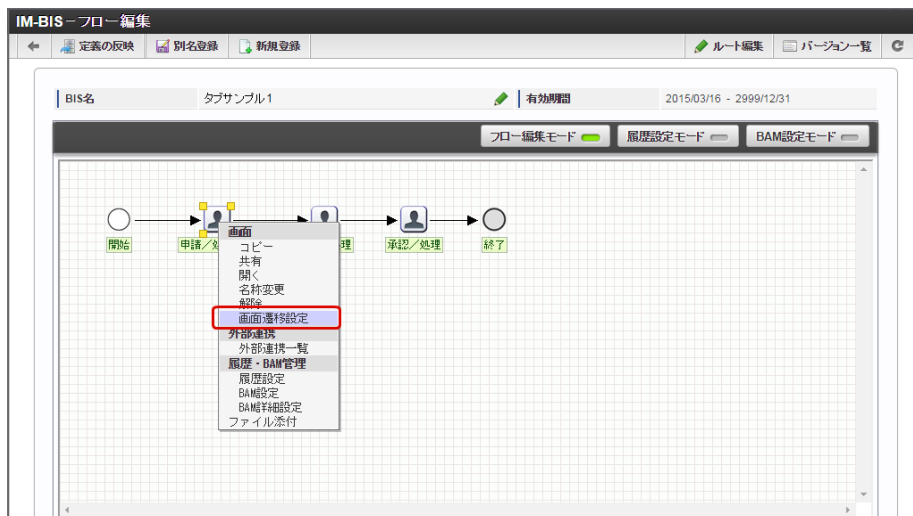 IM-BIS－フロー編集
定義の反映 別名登録 新規登録 ルート編集 バージョン一覧
BIS名 タブサンプル1 有効期間 2015/03/16 - 2999/12/31
フロー編集モード 履歴設定モード BAM設定モード
開始 申請／ 理 承認／処理 終了
画面
コピー
共有
開く
名称変更
解除
画面遷移設定
外部連携
外部連携一覧
履歴・BAM管理
履歴設定
BAM設定
BAM詳細設定
ファイル添付